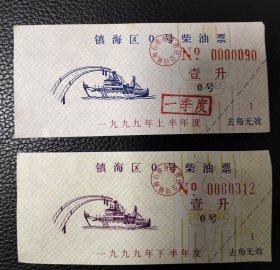 镇海区0号柴油票
Nº 0000090
壹升
0号
一季度
1
一九九九年上半年度
去角无效
镇海区0号柴油票
Nº 0000312
壹升
0号
SINOPEC
1
一九九九年下半年度
去角无效